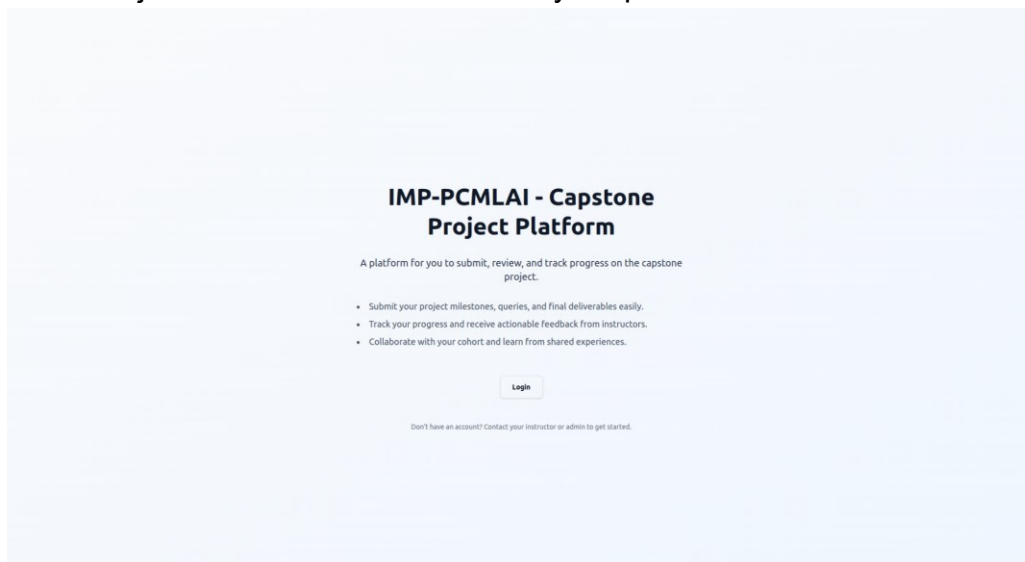 IMP-PCMLAI - Capstone
Project Platform
A platform for you to submit, review, and track progress on the capstone
project.
• Submit your project milestones, queries, and final deliverables easily.
• Track your progress and receive actionable feedback from instructors.
• Collaborate with your cohort and learn from shared experiences.
Login
Don't have an account? Contact your instructor or admin to get started.